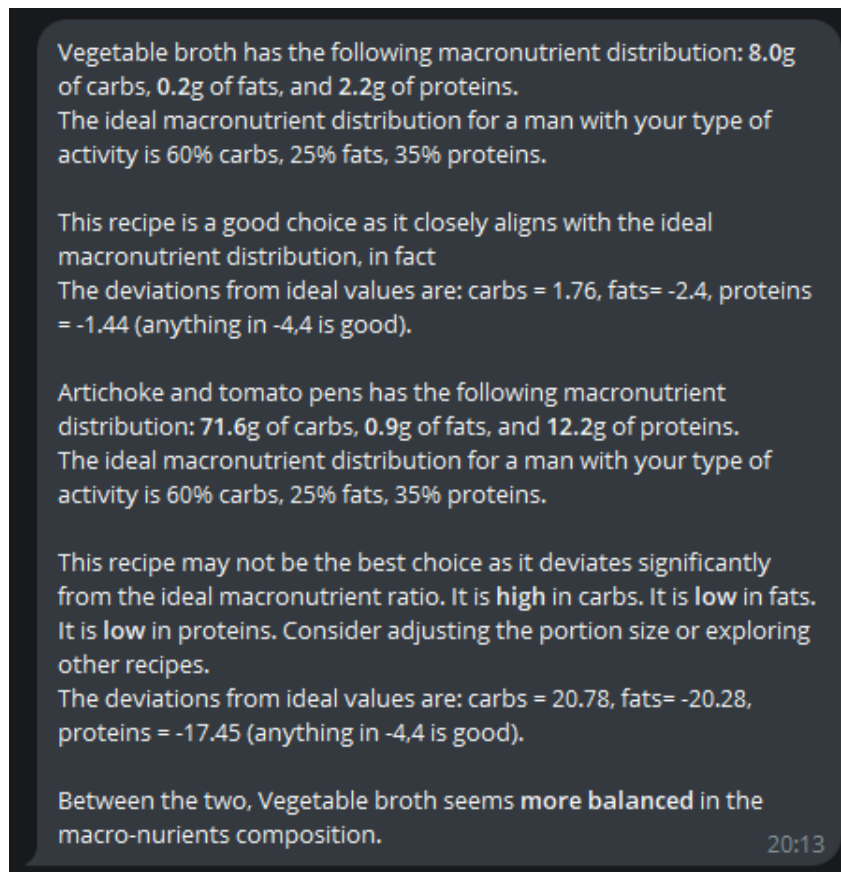 Vegetable broth has the following macronutrient distribution: 8.0g
of carbs, 0.2g of fats, and 2.2g of proteins.
The ideal macronutrient distribution for a man with your type of
activity is 60% carbs, 25% fats, 35% proteins.
This recipe is a good choice as it closely aligns with the ideal
macronutrient distribution, in fact
The deviations from ideal values are: carbs = 1.76, fats= -2.4, proteins
= -1.44 (anything in -4,4 is good).
Artichoke and tomato pens has the following macronutrient
distribution: 71.6g of carbs, 0.9g of fats, and 12.2g of proteins.
The ideal macronutrient distribution for a man with your type of
activity is 60% carbs, 25% fats, 35% proteins.
This recipe may not be the best choice as it deviates significantly
from the ideal macronutrient ratio. It is high in carbs. It is low in fats.
It is low in proteins. Consider adjusting the portion size or exploring
other recipes.
The deviations from ideal values are: carbs = 20.78, fats= -20.28,
proteins = -17.45 (anything in -4,4 is good).
Between the two, Vegetable broth seems more balanced in the
macro-nurients composition.
20:13